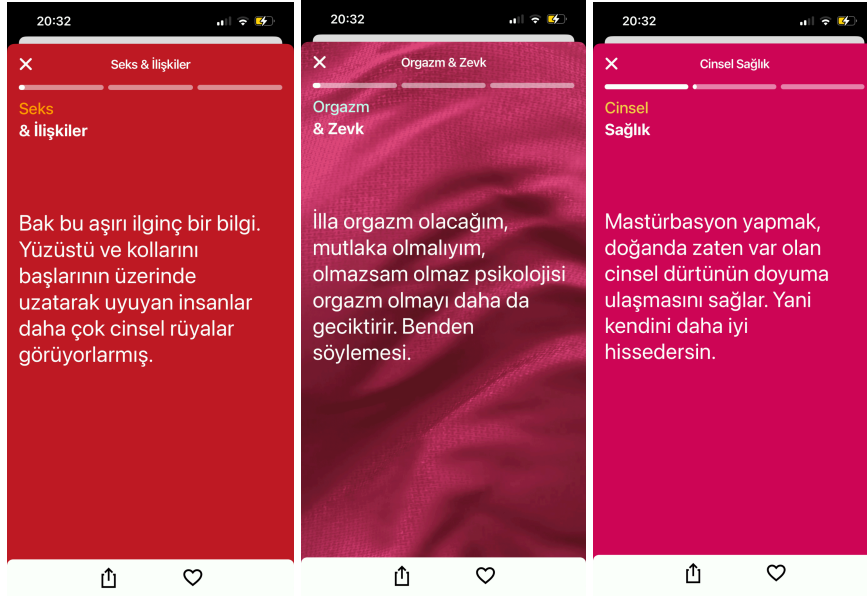 20:32
Seks & İlişkiler
Seks
& İlişkiler
Bak bu aşırı ilginç bir bilgi.
Yüzüstü ve kollarını
başlarının üzerinde
uzatarak uyuyan insanlar
daha çok cinsel rüyalar
görüyorlarmış.
20:32
Orgazm & Zevk
Orgazm
& Zevk
İlla orgazm olacağım,
mutlaka olmalıyım,
olmazsam olmaz psikolojisi
orgazm olmayı daha da
geciktirir. Benden
söylemesi.
20:32
Cinsel Sağlık
Cinsel
Sağlık
Mastürbasyon yapmak,
doğanda zaten var olan
cinsel dürtünün doyuma
ulaşmasını sağlar. Yani
kendini daha iyi
hissedersin.